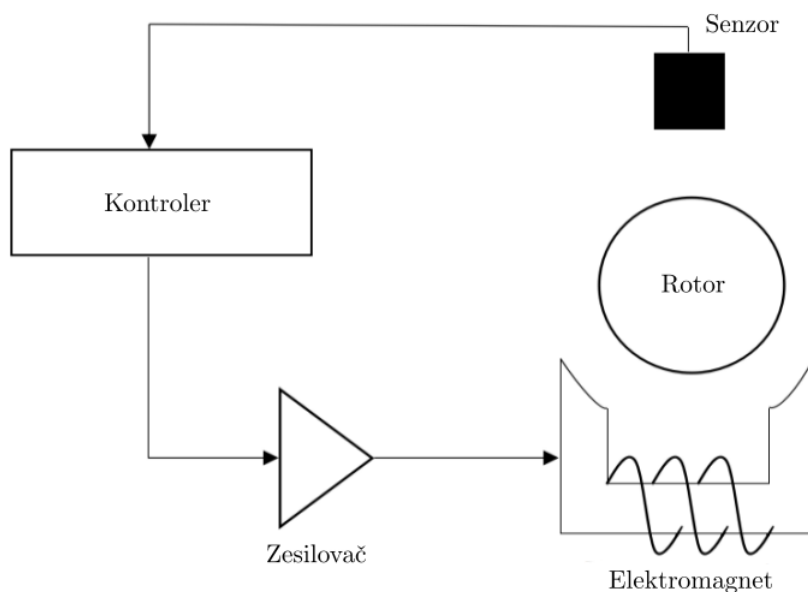 Senzor
Kontroler
Rotor
Zesilovač
Elektromagnet